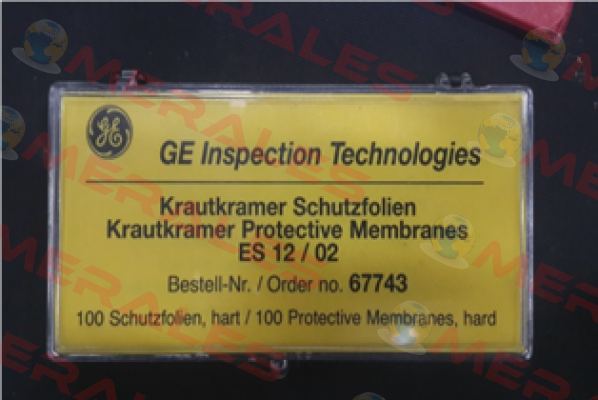 GE
GE Inspection Technologies
Krautkramer Schutzfolien
Krautkramer Protective Membranes
ES 12 / 02
Bestell-Nr. / Order no. 67743
100 Schutzfolien, hart / 100 Protective Membranes, hard
MERALES